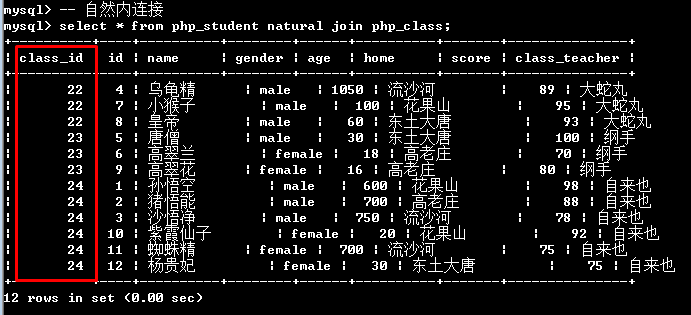 mysql> -- 自然内连接
mysql> select * from php_student natural join php_class;
+----------+----+----------+--------+------+----------+-------+---------------+
| class_id | id | name | gender | age | home | score | class_teacher |
+----------+----+----------+--------+------+----------+-------+---------------+
| 22 | 4 | 乌龟精 | male | 1050 | 流沙河 | 89 | 大蛇丸 |
| 22 | 7 | 小猴子 | male | 100 | 花果山 | 95 | 大蛇丸 |
| 22 | 8 | 皇帝 | male | 60 | 东土大唐 | 93 | 大蛇丸 |
| 23 | 5 | 唐僧 | male | 30 | 东土大唐 | 100 | 纲手 |
| 23 | 6 | 高翠兰 | female | 18 | 高老庄 | 70 | 纲手 |
| 23 | 9 | 高翠花 | female | 16 | 高老庄 | 80 | 纲手 |
| 24 | 1 | 孙悟空 | male | 600 | 花果山 | 98 | 自来也 |
| 24 | 2 | 猪悟能 | male | 700 | 高老庄 | 88 | 自来也 |
| 24 | 3 | 沙悟净 | male | 750 | 流沙河 | 78 | 自来也 |
| 24 | 10 | 紫霞仙子 | female | 20 | 花果山 | 92 | 自来也 |
| 24 | 11 | 蜘蛛精 | female | 700 | 流沙河 | 75 | 自来也 |
| 24 | 12 | 杨贵妃 | female | 30 | 东土大唐 | 75 | 自来也 |
+----------+----+----------+--------+------+----------+-------+---------------+
12 rows in set (0.00 sec)